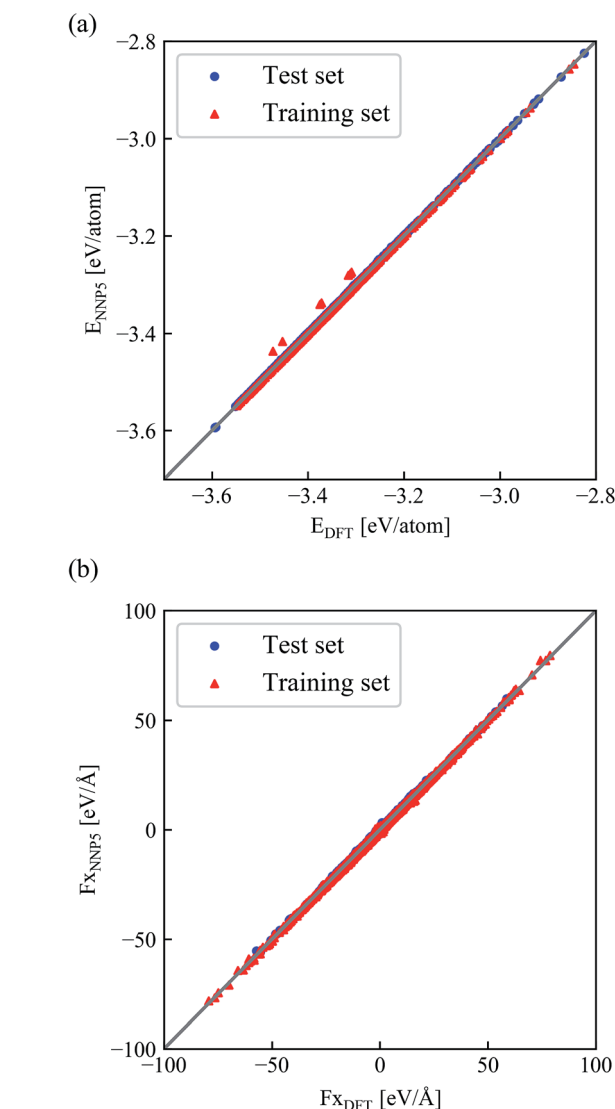 (a)
−2.8
Test set
Training set
−3.0
−3.2
E_NNP5 [eV/atom]
−3.4
−3.6
−3.6 −3.4 −3.2 −3.0 −2.8
E_DFT [eV/atom]
(b)
100
Test set
Training set
50
Fx_NNP5 [eV/Å]
0
−50
−100
−100 −50 0 50 100
Fx_DFT [eV/Å]